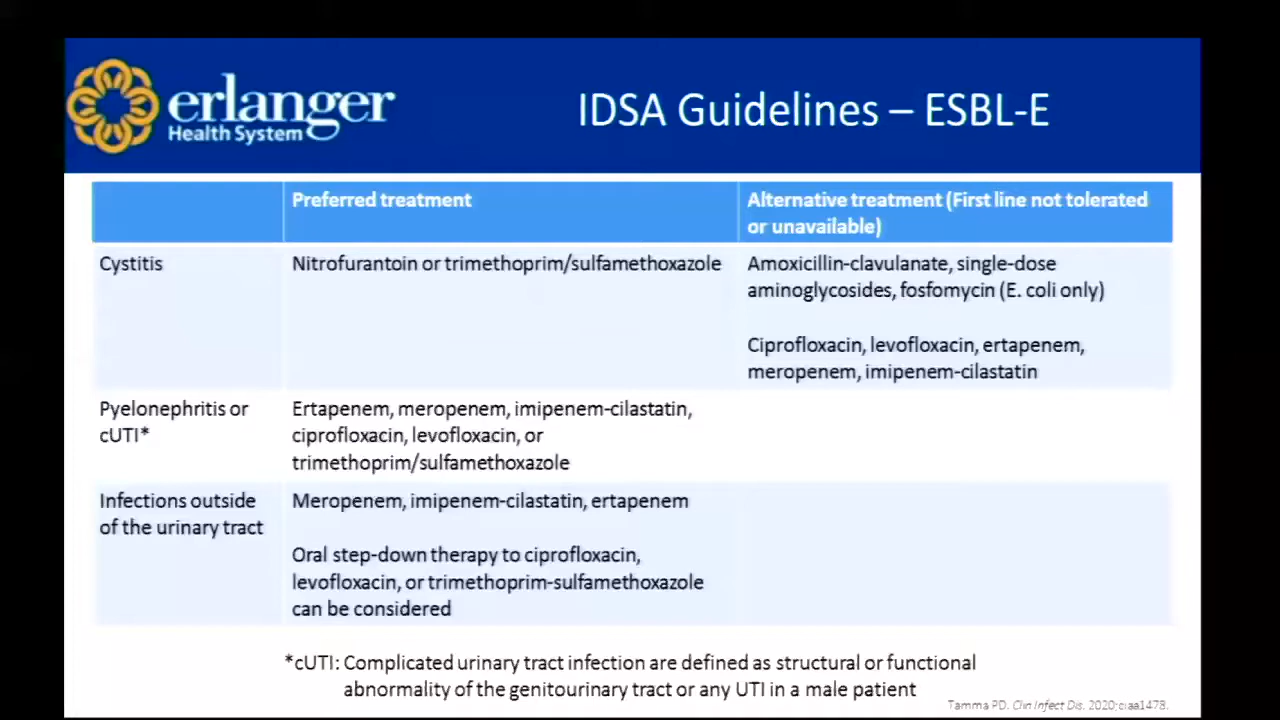 erlanger
Health System
IDSA Guidelines – ESBL-E
Preferred treatment
Alternative treatment (First line not tolerated
or unavailable)
Cystitis
Nitrofurantoin or trimethoprim/sulfamethoxazole
Amoxicillin-clavulanate, single-dose
aminoglycosides, fosfomycin (E. coli only)
Ciprofloxacin, levofloxacin, ertapenem,
meropenem, imipenem-cilastatin
Pyelonephritis or
cUTI*
Ertapenem, meropenem, imipenem-cilastatin,
ciprofloxacin, levofloxacin, or
trimethoprim/sulfamethoxazole
Infections outside
of the urinary tract
Meropenem, imipenem-cilastatin, ertapenem
Oral step-down therapy to ciprofloxacin,
levofloxacin, or trimethoprim-sulfamethoxazole
can be considered
*cUTI: Complicated urinary tract infection are defined as structural or functional
abnormality of the genitourinary tract or any UTI in a male patient
Tamma PD. Clin Infect Dis. 2020;ciaa1478.